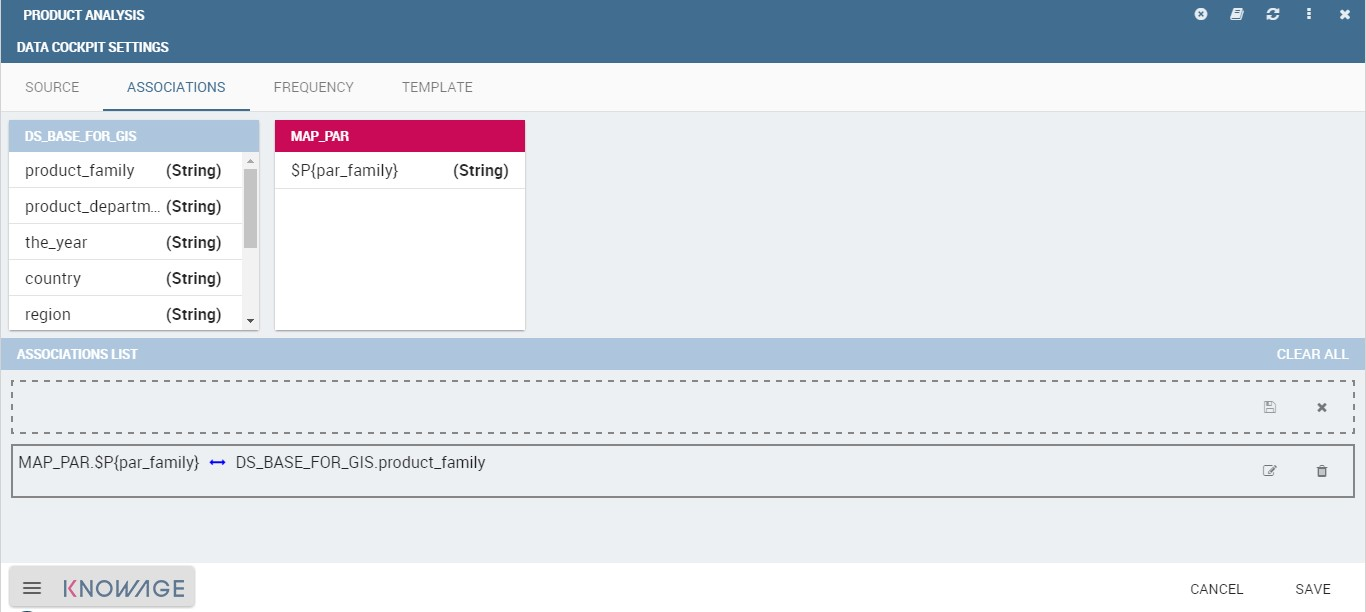 PRODUCT ANALYSIS
DATA COCKPIT SETTINGS
SOURCE ASSOCIATIONS FREQUENCY TEMPLATE
DS_BASE_FOR_GIS
product_family (String)
product_departm... (String)
the_year (String)
country (String)
region (String)
MAP_PAR
$P{par_family} (String)
ASSOCIATIONS LIST CLEAR ALL
MAP_PAR.$P{par_family} ↔ DS_BASE_FOR_GIS.product_family
KNOWAGE CANCEL SAVE